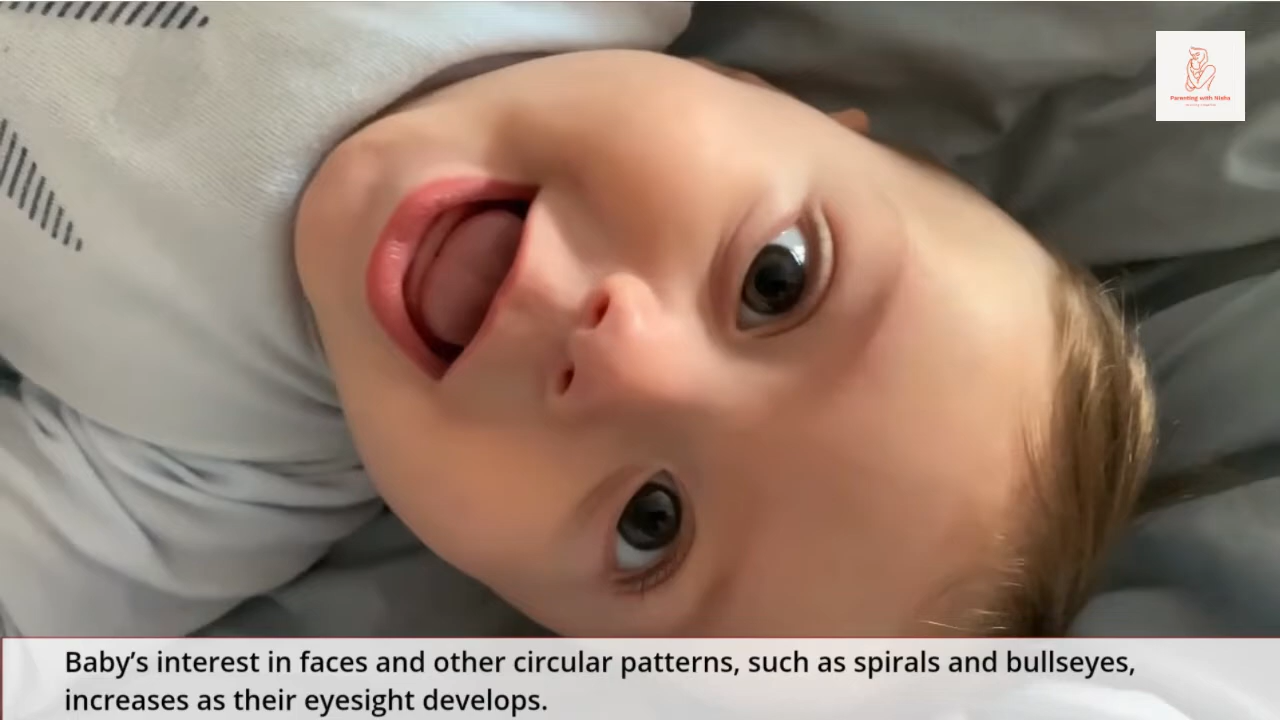 Parenting with Nisha
Baby’s interest in faces and other circular patterns, such as spirals and bullseyes,
increases as their eyesight develops.